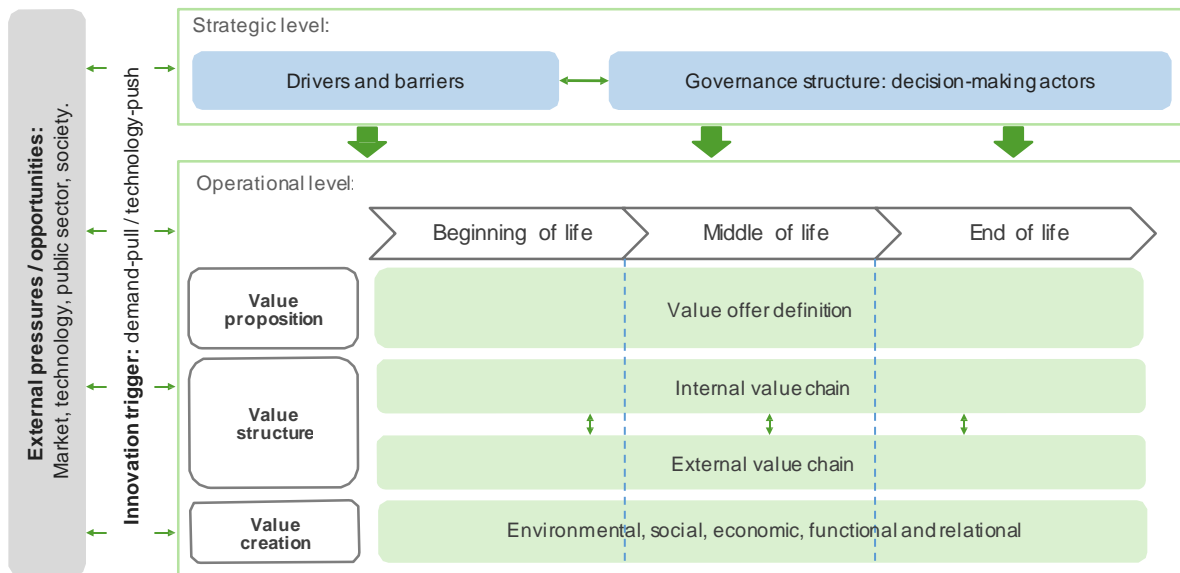 External pressures / opportunities:
Market, technology, public sector, society.
Innovation trigger: demand-pull / technology-push
Strategic level:
Drivers and barriers
Governance structure: decision-making actors
Operational level:
Beginning of life
Middle of life
End of life
Value
proposition
Value offer definition
Value
structure
Internal value chain
External value chain
Value
creation
Environmental, social, economic, functional and relational